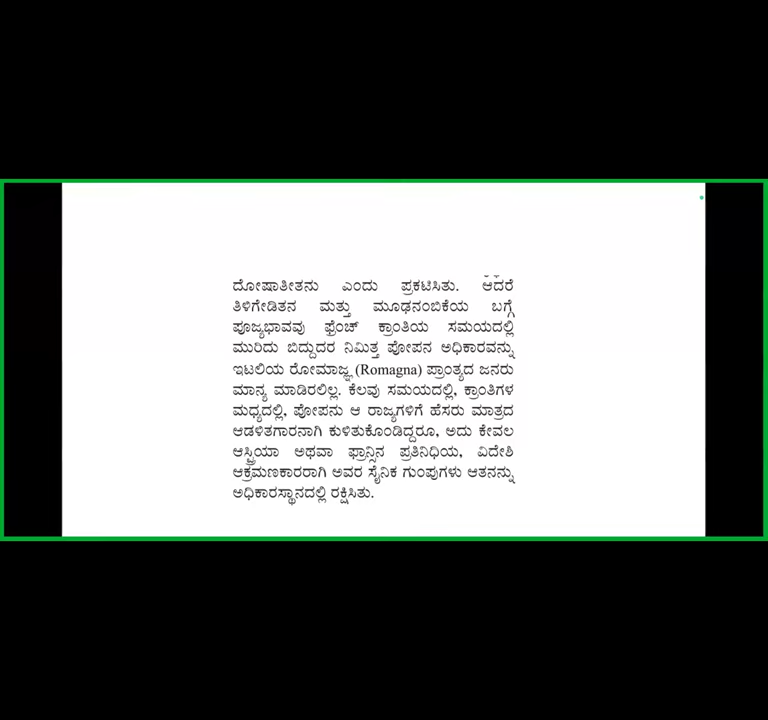 ದೋಷಾತೀತನು ಎಂದು ಪ್ರಕಟಿಸಿತು. ಆದರೆ
ತಿಳಿಗೇಡಿತನ ಮತ್ತು ಮೂಢನಂಬಿಕೆಯ ಬಗ್ಗೆ
ಪೂಜ್ಯಭಾವವು ಫ್ರೆಂಚ್ ಕ್ರಾಂತಿಯ ಸಮಯದಲ್ಲಿ
ಮುರಿದು ಬಿದ್ದುದರ ನಿಮಿತ್ತ ಪೋಪನ ಅಧಿಕಾರವನ್ನು
ಇಟಲಿಯ ರೋಮಾಜ್ಞ (Romagna) ಪ್ರಾಂತ್ಯದ ಜನರು
ಮಾನ್ಯ ಮಾಡಿರಲಿಲ್ಲ. ಕೆಲವು ಸಮಯದಲ್ಲಿ, ಕ್ರಾಂತಿಗಳ
ಮಧ್ಯದಲ್ಲಿ, ಪೋಪನು ಆ ರಾಜ್ಯಗಳಿಗೆ ಹೆಸರು ಮಾತ್ರದ
ಆಡಳಿತಗಾರನಾಗಿ ಕುಳಿತುಕೊಂಡಿದ್ದರೂ, ಅದು ಕೇವಲ
ಆಸ್ಟ್ರಿಯಾ ಅಥವಾ ಫ್ರಾನ್ಸಿನ ಪ್ರತಿನಿಧಿಯ, ವಿದೇಶಿ
ಆಕ್ರಮಣಕಾರರಾಗಿ ಅವರ ಸೈನಿಕ ಗುಂಪುಗಳು ಆತನನ್ನು
ಅಧಿಕಾರಸ್ಥಾನದಲ್ಲಿ ರಕ್ಷಿಸಿತು.